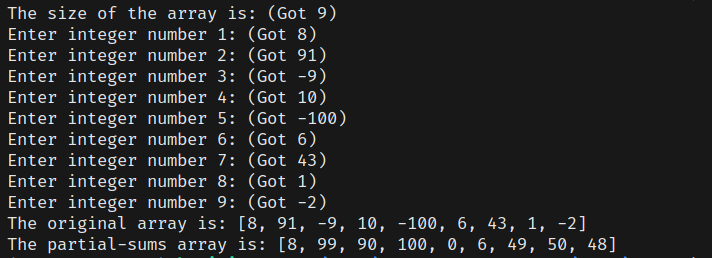 The size of the array is: (Got 9)
Enter integer number 1: (Got 8)
Enter integer number 2: (Got 91)
Enter integer number 3: (Got -9)
Enter integer number 4: (Got 10)
Enter integer number 5: (Got -100)
Enter integer number 6: (Got 6)
Enter integer number 7: (Got 43)
Enter integer number 8: (Got 1)
Enter integer number 9: (Got -2)
The original array is: [8, 91, -9, 10, -100, 6, 43, 1, -2]
The partial-sums array is: [8, 99, 90, 100, 0, 6, 49, 50, 48]